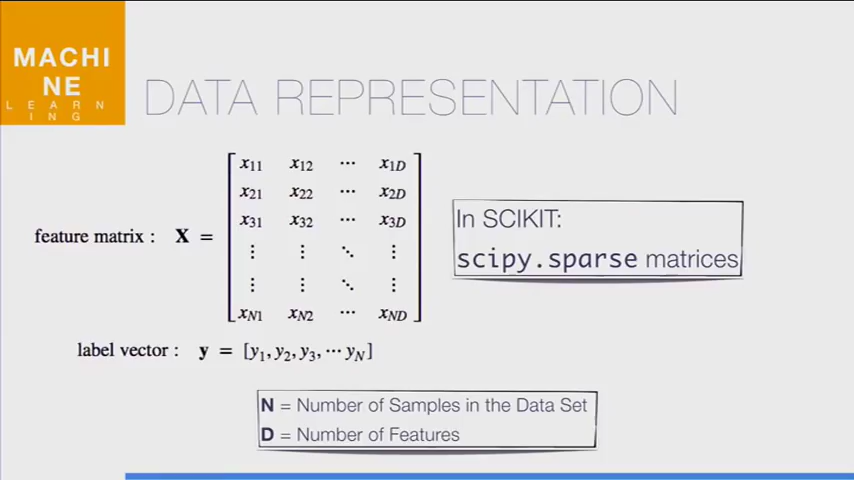 MACHI
NE
LEARN
ING
DATA REPRESENTATION
feature matrix : X =
x11 x12 ⋯ x1D
x21 x22 ⋯ x2D
x31 x32 ⋯ x3D
⋮ ⋮ ⋱ ⋮
⋮ ⋮ ⋱ ⋮
xN1 xN2 ⋯ xND
In SCIKIT:
scipy.sparse matrices
label vector : y = [y1, y2, y3, ⋯ yN]
N = Number of Samples in the Data Set
D = Number of Features